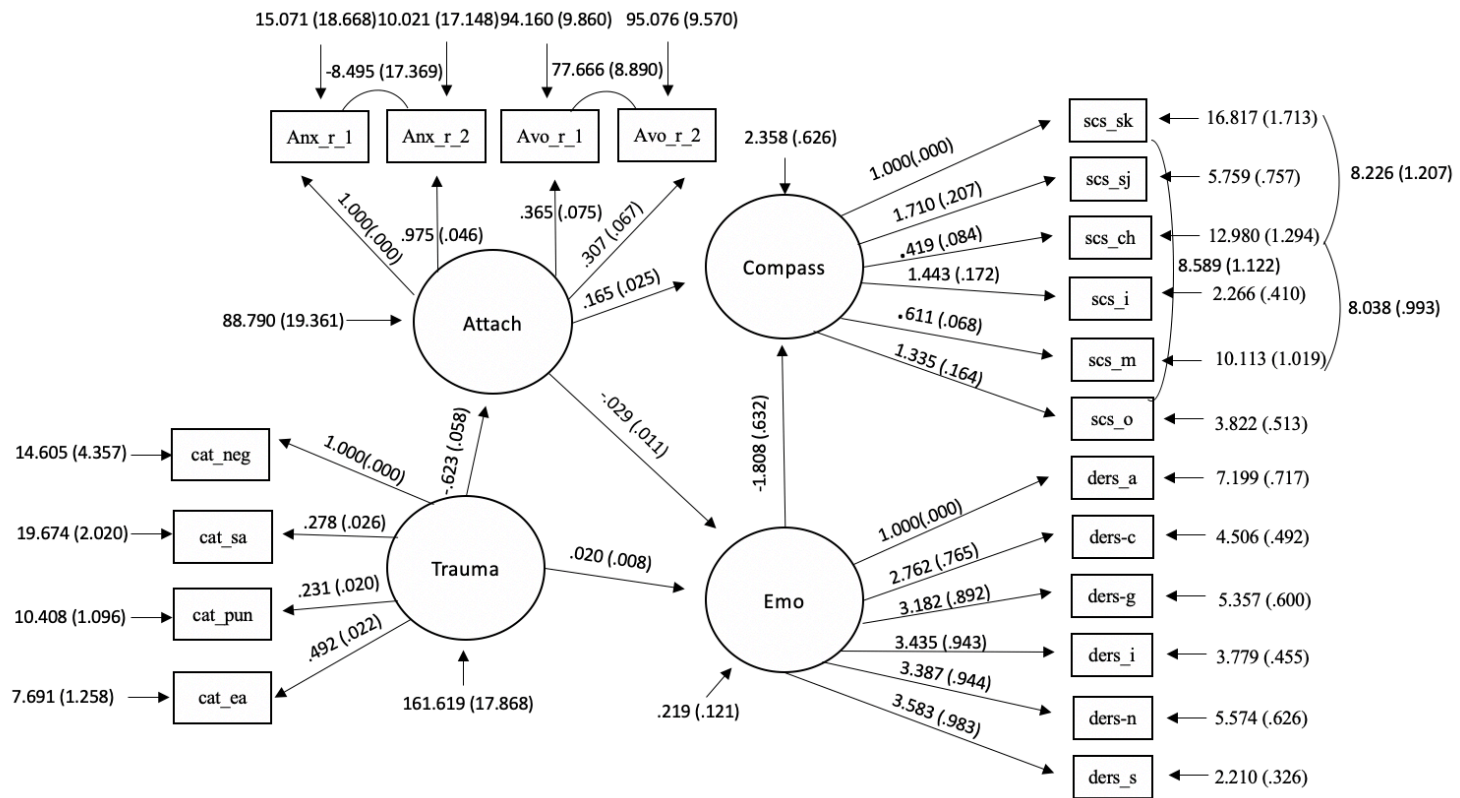 15.071 (18.668)
10.021 (17.148)
94.160 (9.860)
95.076 (9.570)
-8.495 (17.369)
77.666 (8.890)
Anx_r_1
Anx_r_2
Avo_r_1
Avo_r_2
1.000(.000)
.975 (.046)
.365 (.075)
.307 (.067)
.165 (.025)
88.790 (19.361)
Attach
-.029 (.011)
-.623 (.058)
2.358 (.626)
Compass
1.000(.000)
1.710 (.207)
.419 (.084)
1.443 (.172)
.611 (.068)
1.335 (.164)
scs_sk
scs_sj
scs_ch
scs_i
scs_m
scs_o
16.817 (1.713)
5.759 (.757)
12.980 (1.294)
8.589 (1.122)
2.266 (.410)
10.113 (1.019)
3.822 (.513)
8.226 (1.207)
8.038 (.993)
-1.808 (.632)
14.605 (4.357)
19.674 (2.020)
10.408 (1.096)
7.691 (1.258)
cat_neg
cat_sa
cat_pun
cat_ea
1.000(.000)
.278 (.026)
.231 (.020)
.492 (.022)
Trauma
161.619 (17.868)
.020 (.008)
Emo
.219 (.121)
1.000(.000)
2.762 (.765)
3.182 (.892)
3.435 (.943)
3.387 (.944)
3.583 (.983)
ders_a
ders-c
ders-g
ders_i
ders-n
ders_s
7.199 (.717)
4.506 (.492)
5.357 (.600)
3.779 (.455)
5.574 (.626)
2.210 (.326)